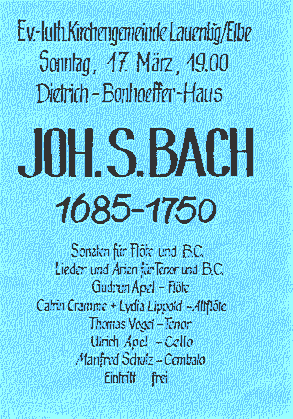 Ev.-luth. Kirchengemeinde Lauenburg/Elbe
Sonntag, 17. März, 19.00
Dietrich-Bonhoeffer-Haus
JOH. S. BACH
1685-1750
Sonaten für Flöte und B.C.
Lieder und Arien für Tenor und B.C.
Gudrun Apel - Flöte
Catrin Cramme + Lydia Lippold - Altflöte
Thomas Vogel - Tenor
Ulrich Apel - Cello
Manfred Schulz - Cembalo
Eintritt frei